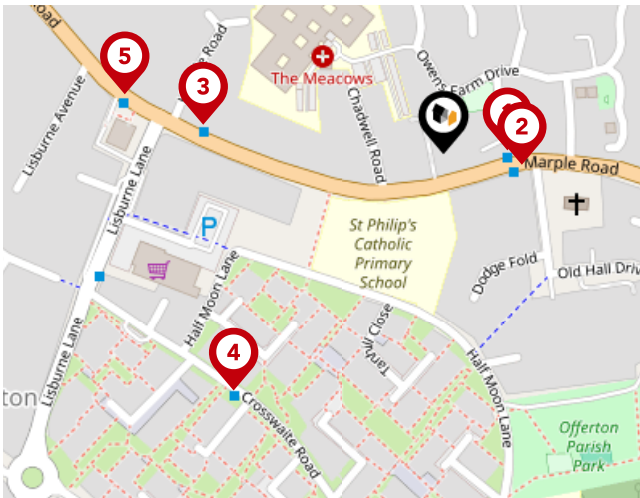 oad
5
3
e Road
The Meacows
Owens Farm Drive
Chadwell Road
2
Marple Road
Lisburne Avenue
Lisburne Lane
P
St Philip's
Catholic
Primary
School
Dodge Fold
Old Hall Driv
Half Moon Lane
Tanhill Close
Lisburne Lane
4
Half Moon Lane
ton
Crosswaite Road
Offerton
Parish
Park